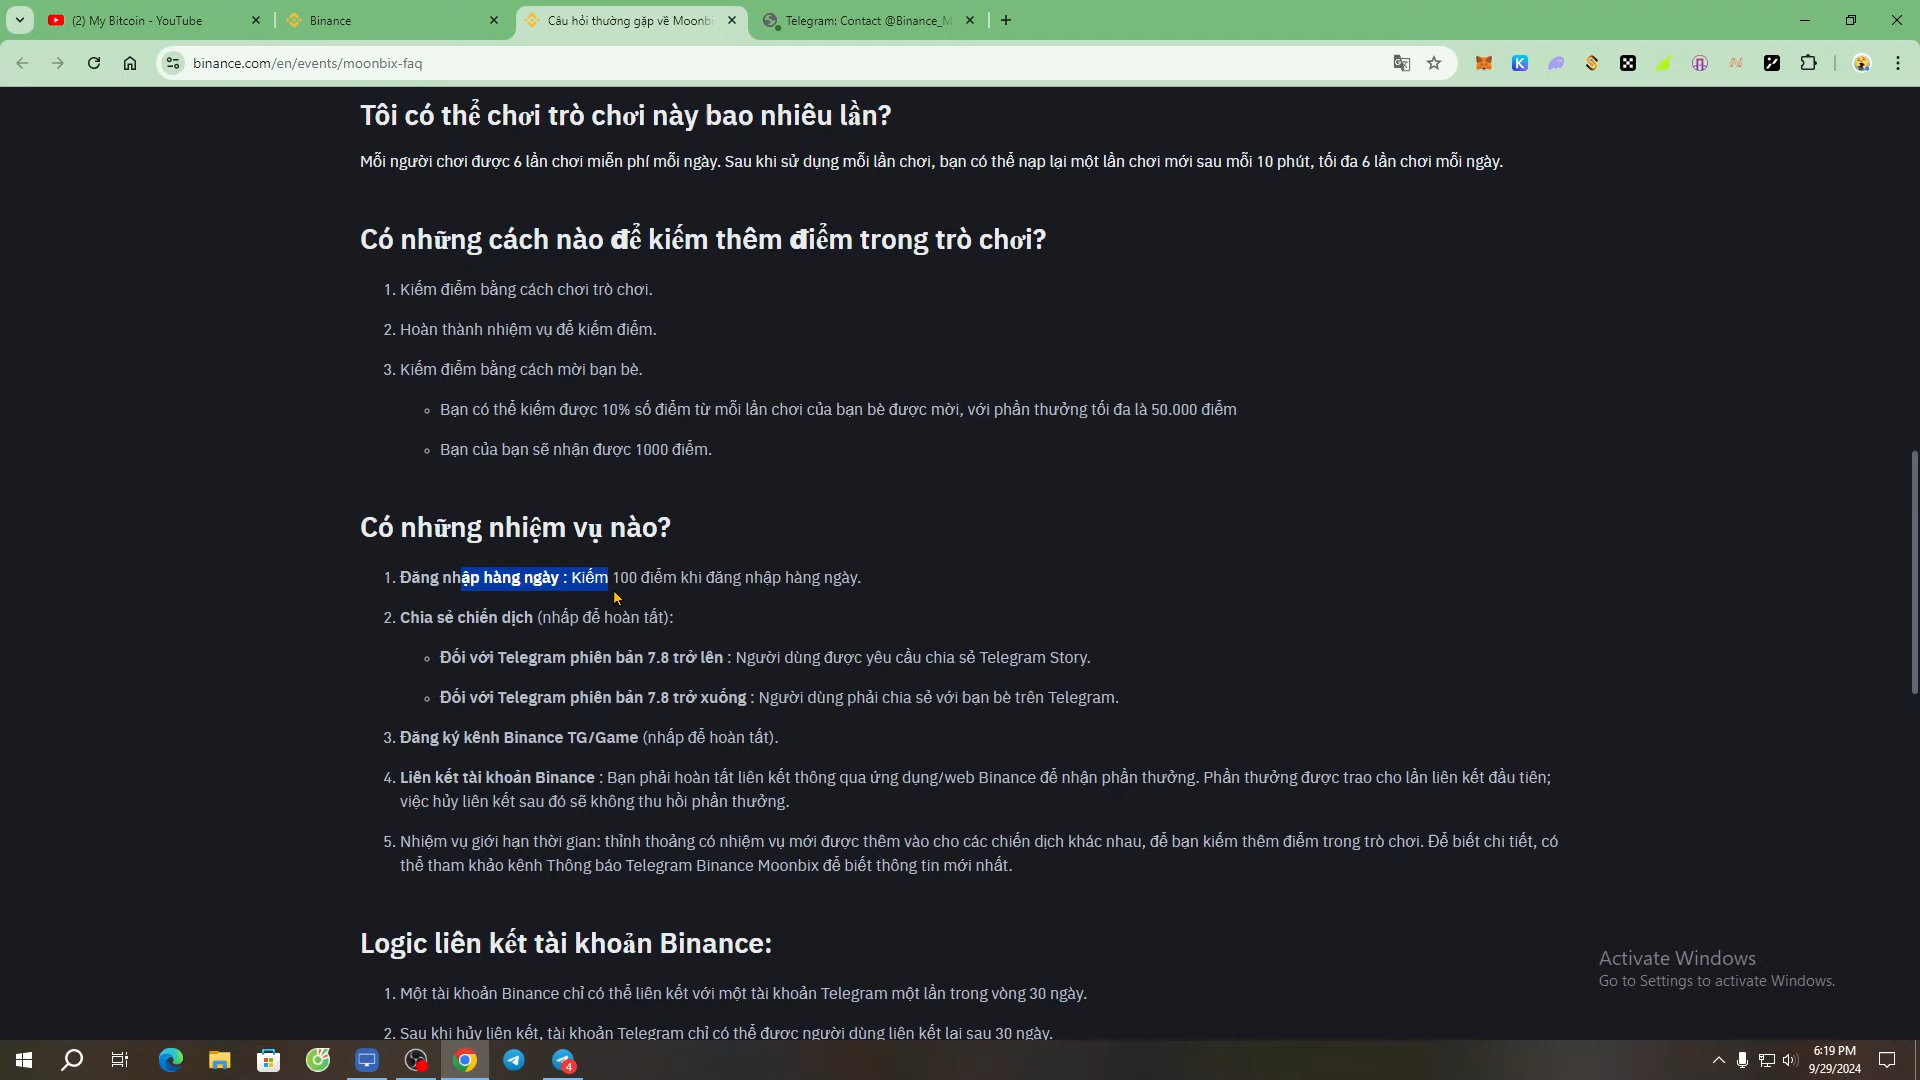 (2) My Bitcoin - YouTube
Binance
Câu hỏi thường gặp về Moonbi
Telegram: Contact @Binance_M
binance.com/en/events/moonbix-faq
Tôi có thể chơi trò chơi này bao nhiêu lần?
Mỗi người chơi được 6 lần chơi miễn phí mỗi ngày. Sau khi sử dụng mỗi lần chơi, bạn có thể nạp lại một lần chơi mới sau mỗi 10 phút, tối đa 6 lần chơi mỗi ngày.
Có những cách nào để kiếm thêm điểm trong trò chơi?
1. Kiếm điểm bằng cách chơi trò chơi.
2. Hoàn thành nhiệm vụ để kiếm điểm.
3. Kiếm điểm bằng cách mời bạn bè.
◦ Bạn có thể kiếm được 10% số điểm từ mỗi lần chơi của bạn bè được mời, với phần thưởng tối đa là 50.000 điểm
◦ Bạn của bạn sẽ nhận được 1000 điểm.
Có những nhiệm vụ nào?
1. Đăng nhập hàng ngày : Kiếm 100 điểm khi đăng nhập hàng ngày.
2. Chia sẻ chiến dịch (nhấp để hoàn tất):
◦ Đối với Telegram phiên bản 7.8 trở lên : Người dùng được yêu cầu chia sẻ Telegram Story.
◦ Đối với Telegram phiên bản 7.8 trở xuống : Người dùng phải chia sẻ với bạn bè trên Telegram.
3. Đăng ký kênh Binance TG/Game (nhấp để hoàn tất).
4. Liên kết tài khoản Binance : Bạn phải hoàn tất liên kết thông qua ứng dụng/web Binance để nhận phần thưởng. Phần thưởng được trao cho lần liên kết đầu tiên;
việc hủy liên kết sau đó sẽ không thu hồi phần thưởng.
5. Nhiệm vụ giới hạn thời gian: thỉnh thoảng có nhiệm vụ mới được thêm vào cho các chiến dịch khác nhau, để bạn kiếm thêm điểm trong trò chơi. Để biết chi tiết, có
thể tham khảo kênh Thông báo Telegram Binance Moonbix để biết thông tin mới nhất.
Logic liên kết tài khoản Binance:
Activate Windows
Go to Settings to activate Windows.
1. Một tài khoản Binance chỉ có thể liên kết với một tài khoản Telegram một lần trong vòng 30 ngày.
2. Sau khi hủy liên kết, tài khoản Telegram chỉ có thể được người dùng liên kết lại sau 30 ngày.
4
6:19 PM
9/29/2024